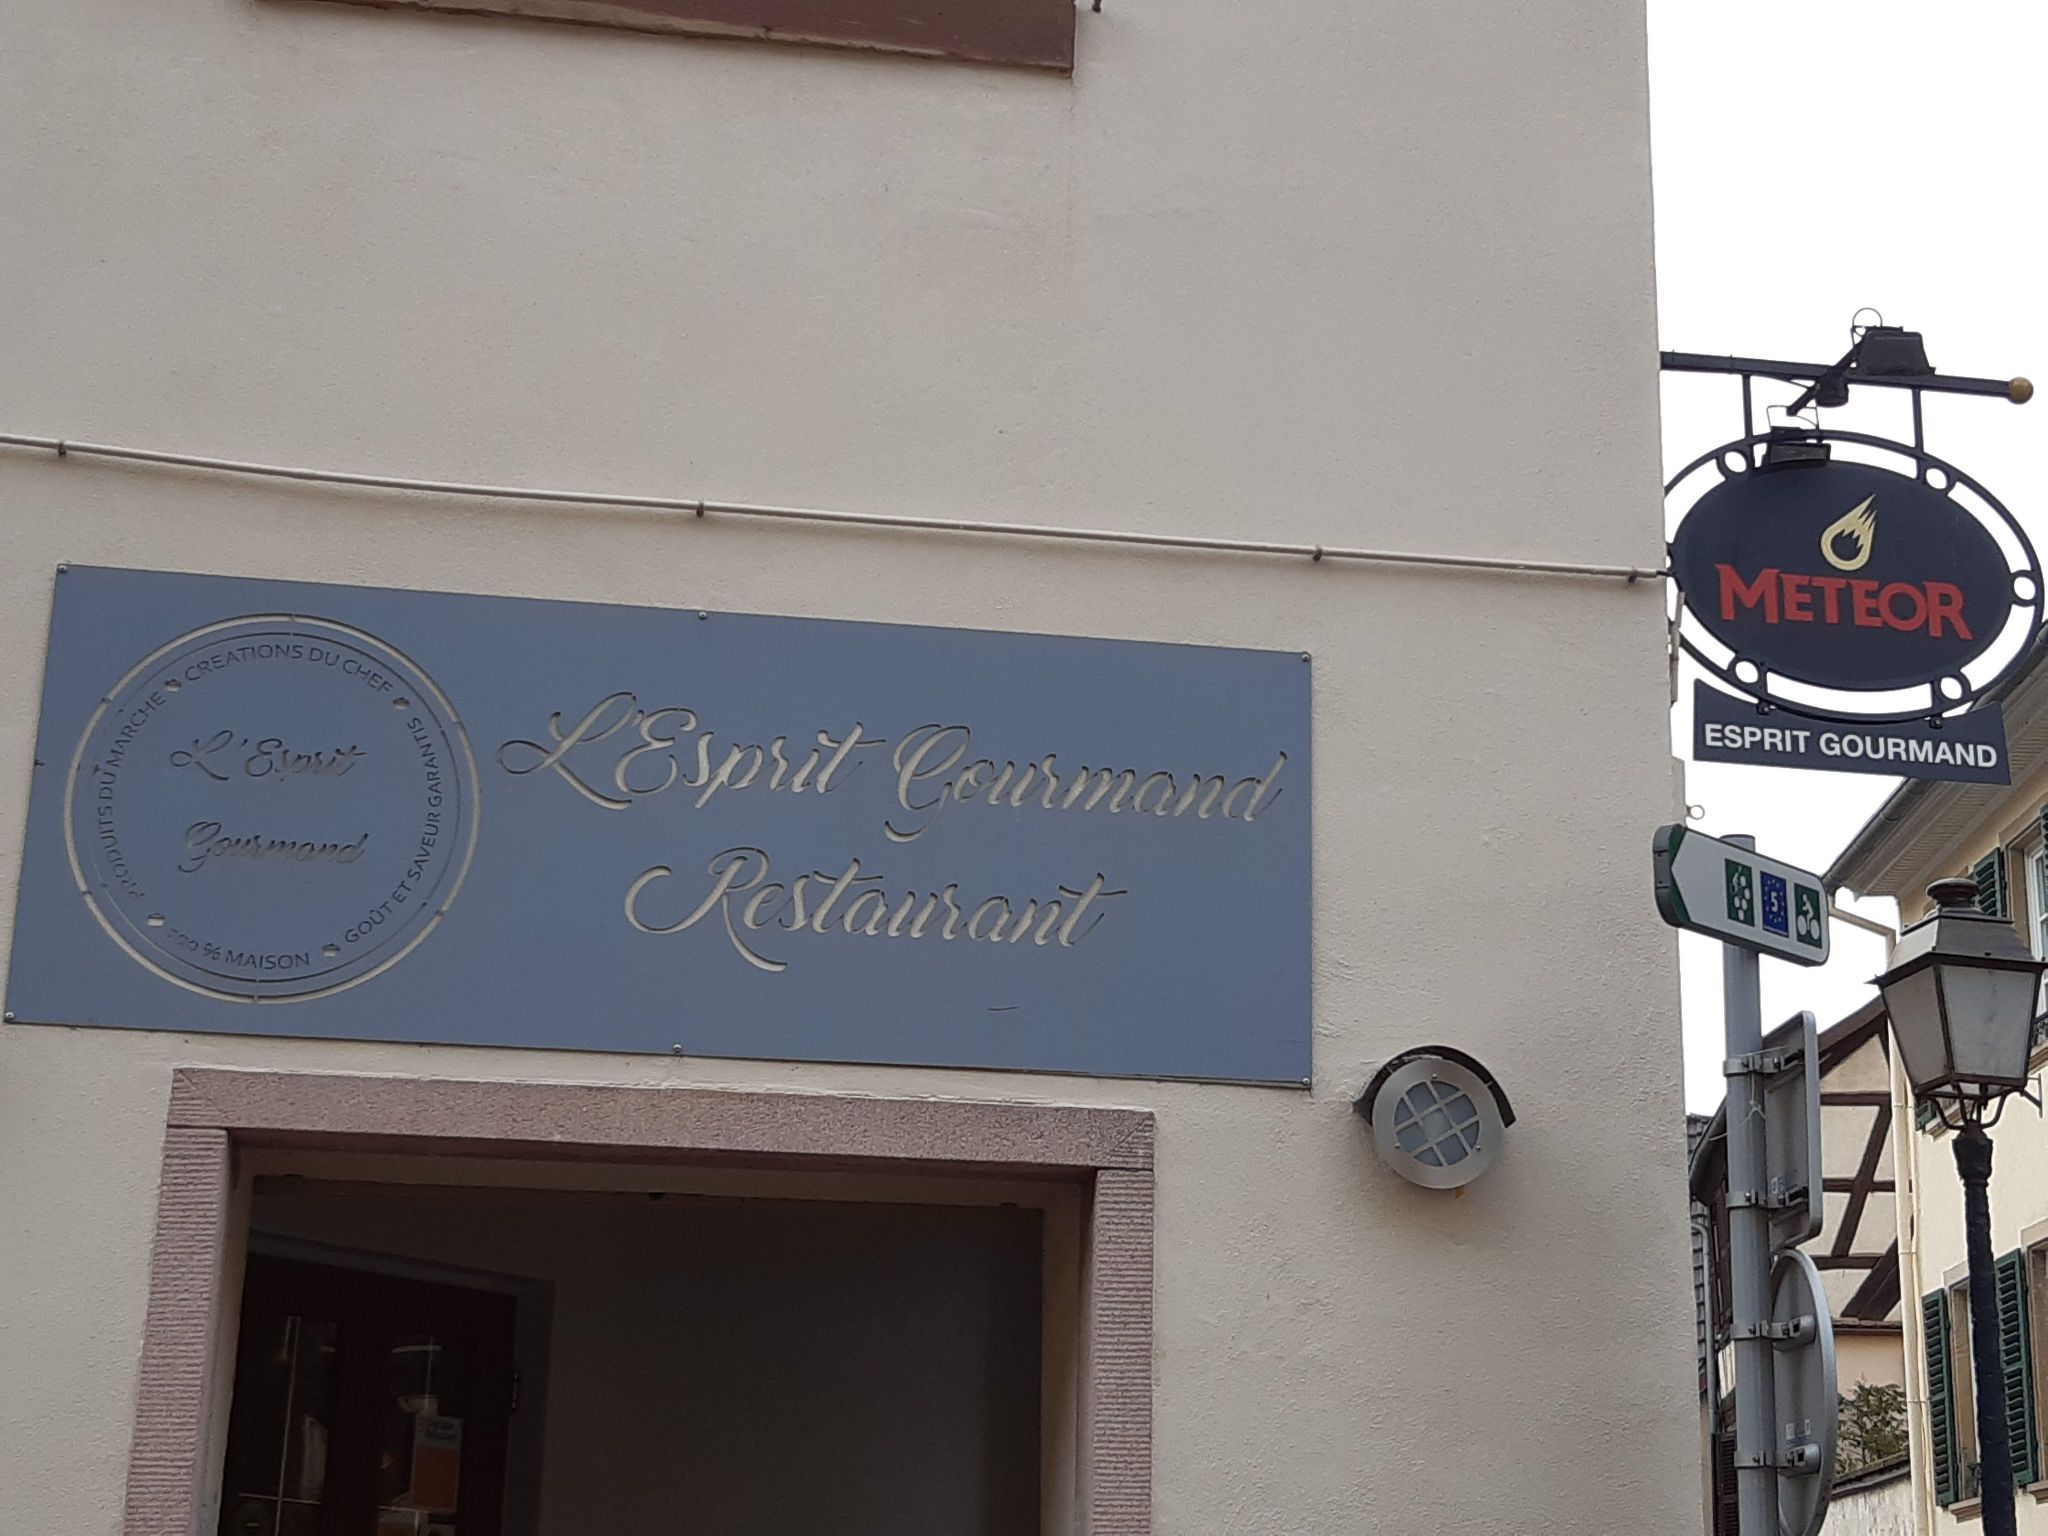 PRODUITS DU MARCHE
CREATIONS DU CHEF
GOÛT ET SAVEUR GARANTIS
% MAISON
L'Esprit
Gourmand
L'Esprit Gourmand
Restaurant
METEOR
ESPRIT GOURMAND
5